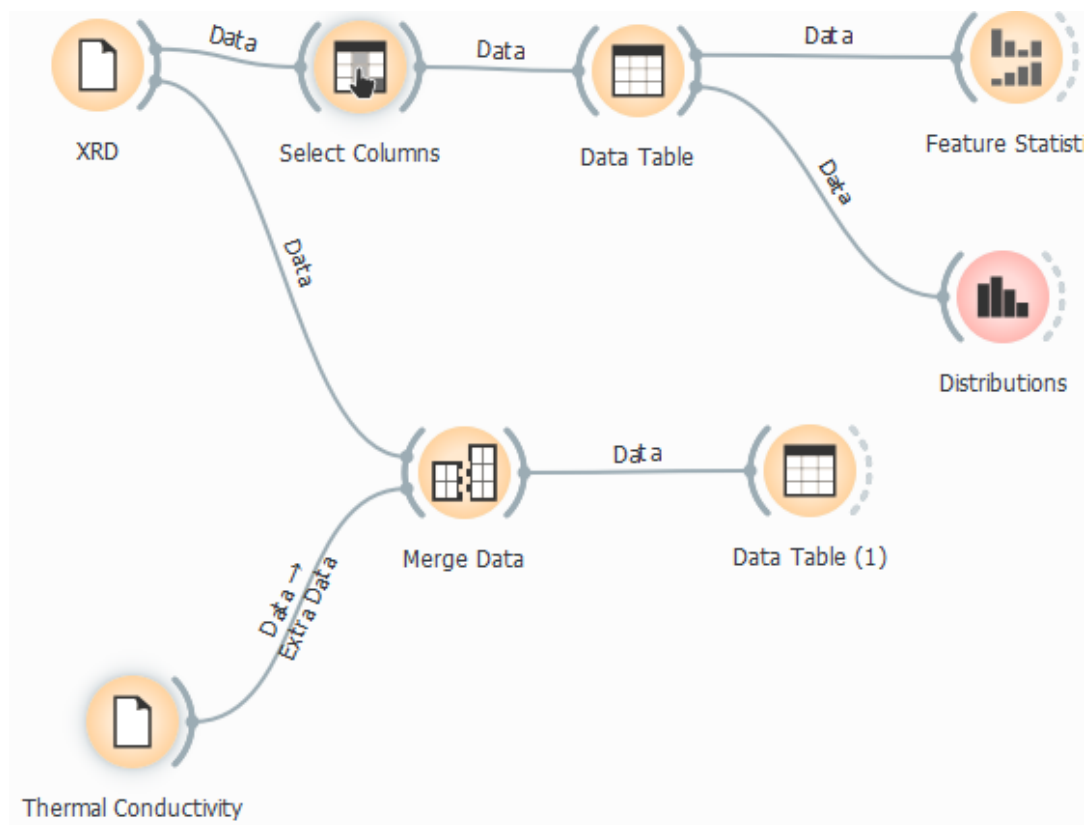 Data
Data
Data
XRD
Select Columns
Data Table
Feature Statisti
Data
Data
Distributions
Data
Merge Data
Data Table (1)
Data →
Extra Data
Thermal Conductivity